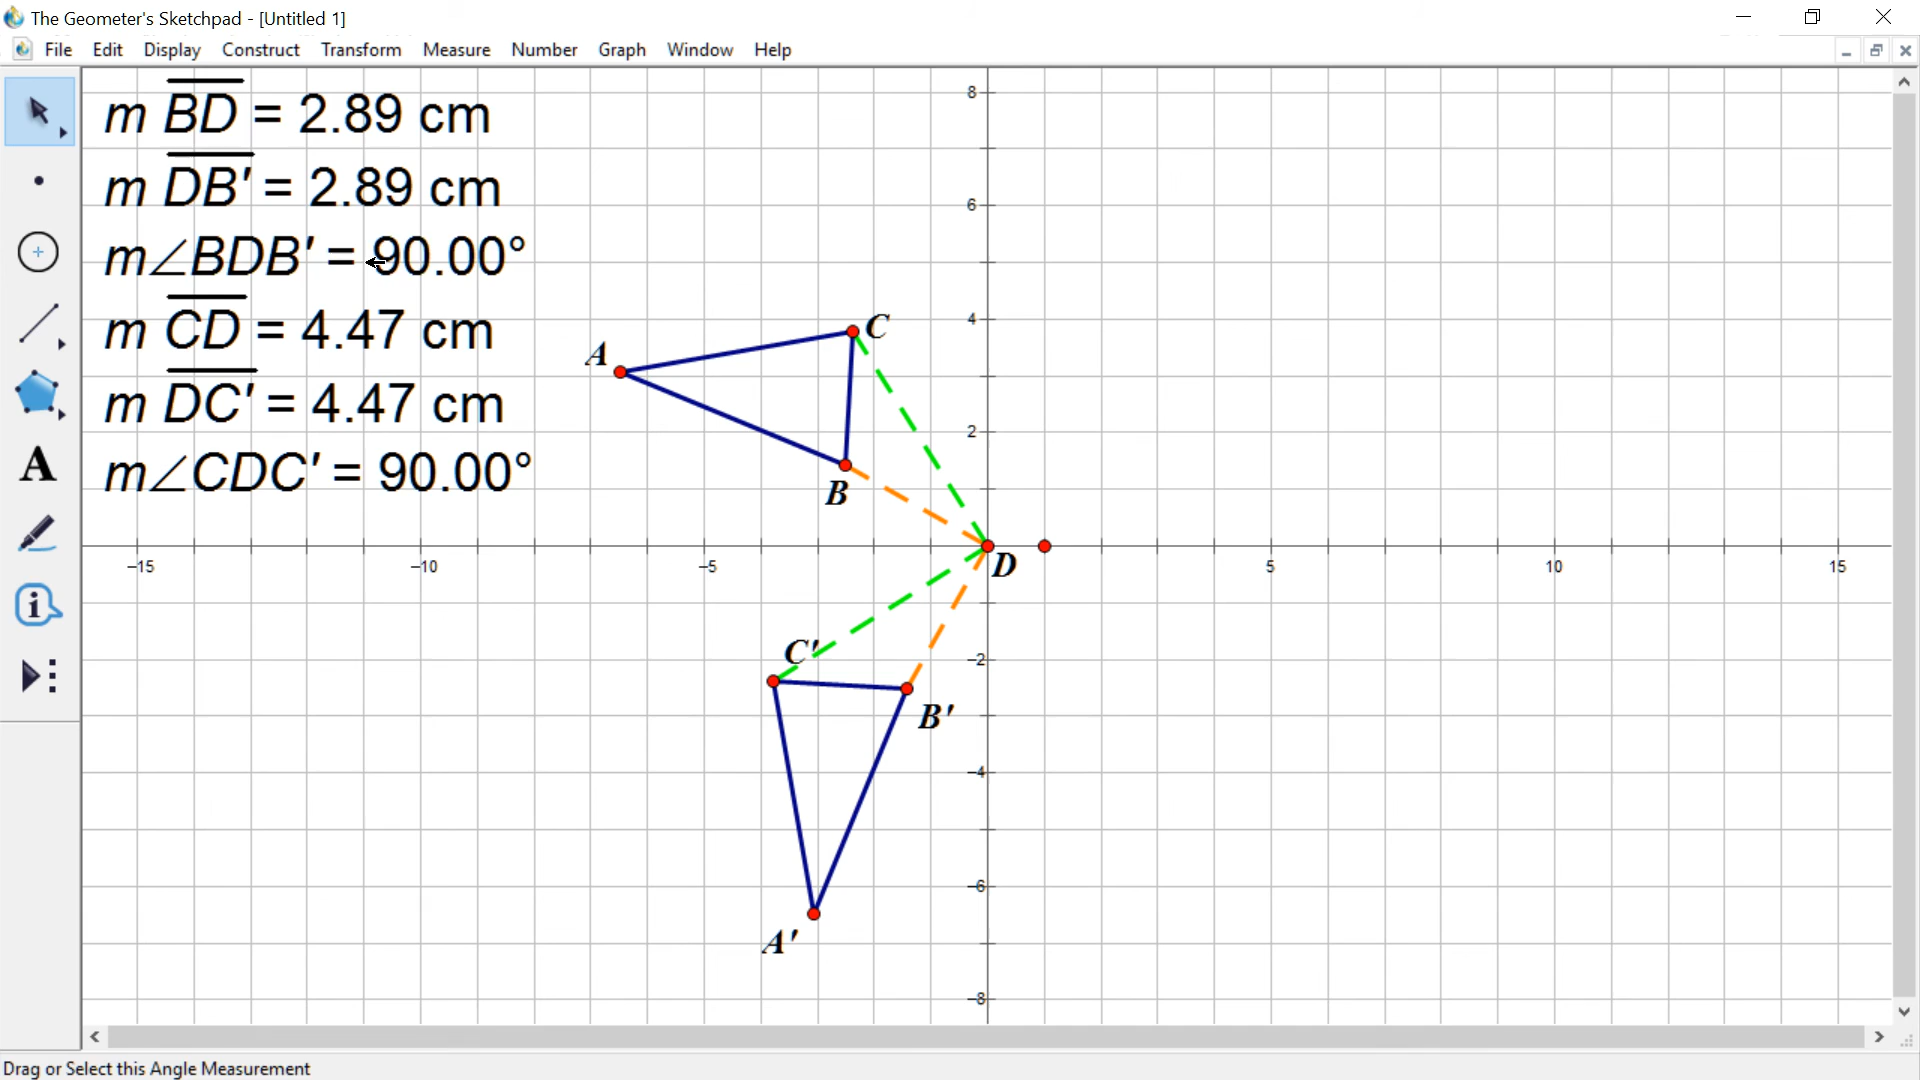 The Geometer's Sketchpad - [Untitled 1]
File Edit Display Construct Transform Measure Number Graph Window Help
m BD = 2.89 cm
m DB' = 2.89 cm
m∠BDB' = 90.00°
m CD = 4.47 cm
m DC' = 4.47 cm
m∠CDC' = 90.00°
A
i
8
6
4
2
-2
-4
-6
-8
-15 -10 -5 5 10 15
A
C
B
D
C'
B'
A'
Drag or Select this Angle Measurement